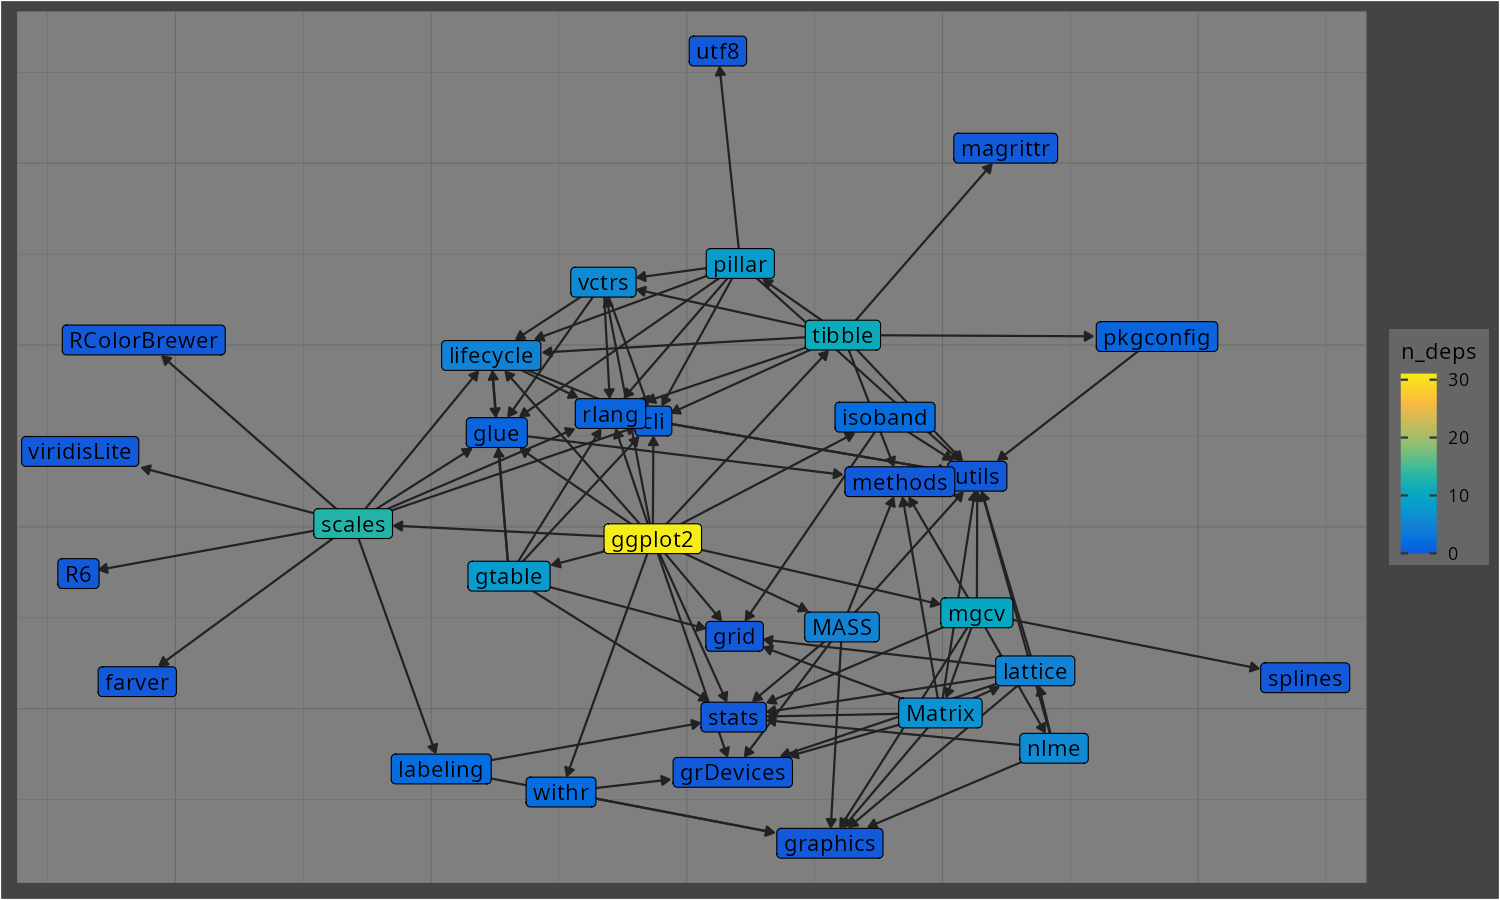 utf8
magrittr
pillar
vctrs
tibble
pkgconfig
RColorBrewer
lifecycle
n_deps
30
rlang
cli
isoband
glue
20
viridisLite
methods
utils
10
scales
ggplot2
0
R6
gtable
mgcv
MASS
grid
lattice
splines
farver
Matrix
stats
nlme
labeling
grDevices
withr
graphics